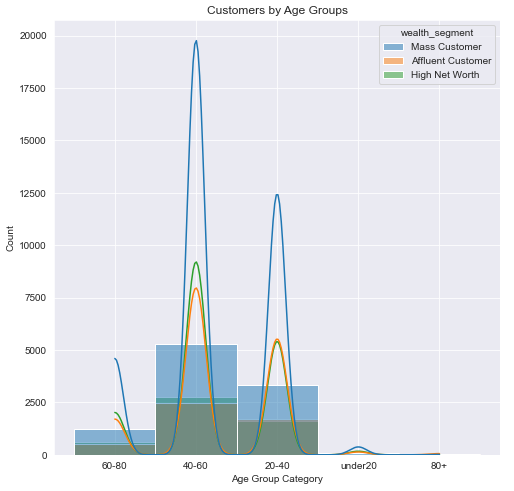 Customers by Age Groups
wealth_segment
Mass Customer
Affluent Customer
High Net Worth
20000
17500
15000
12500
10000
7500
5000
2500
0
Count
60-80
40-60
20-40
under20
80+
Age Group Category